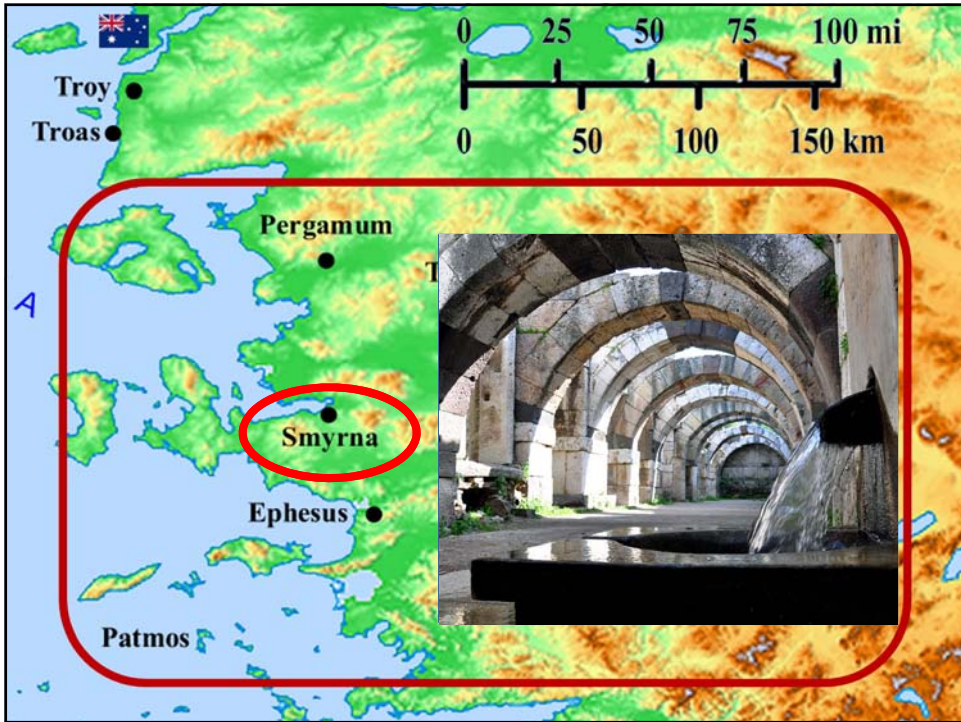 0 25 50 75 100 mi
0 50 100 150 km
Troy
Troas
Pergamum
T
A
Smyrna
Ephesus
Patmos